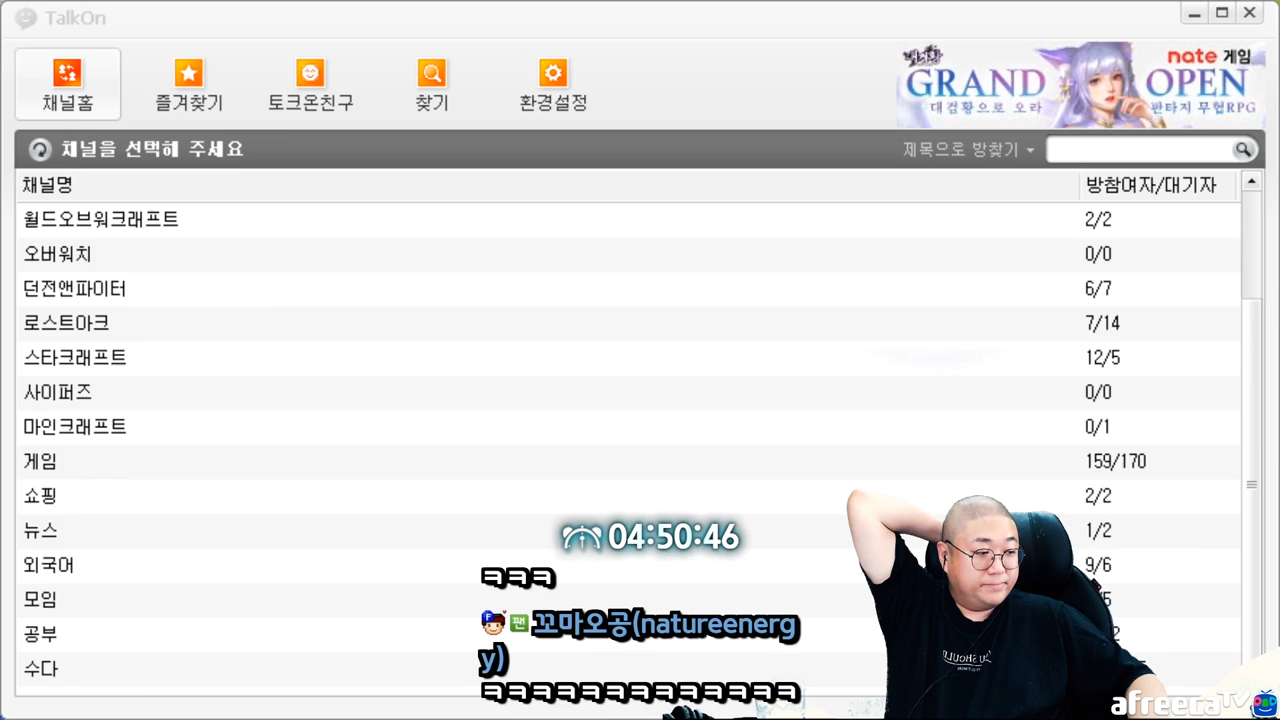 TalkOn
채널홈
즐겨찾기
토크온친구
찾기
환경설정
nate 게임
GRAND OPEN
대검황으로 오라
판타지 무협RPG
채널을 선택해 주세요
제목으로 방찾기
채널명 방참여자/대기자
월드오브워크래프트 2/2
오버워치 0/0
던전앤파이터 6/7
로스트아크 7/14
스타크래프트 12/5
사이퍼즈 0/0
마인크래프트 0/1
게임 159/170
쇼핑 2/2
뉴스 1/2
외국어 9/6
모임
공부
수다
04:50:46
ㅋㅋㅋ
F 팬 꼬마오공(natureenerg
y)
ㅋㅋㅋㅋㅋㅋㅋㅋㅋㅋㅋㅋㅋ
afreecaTV